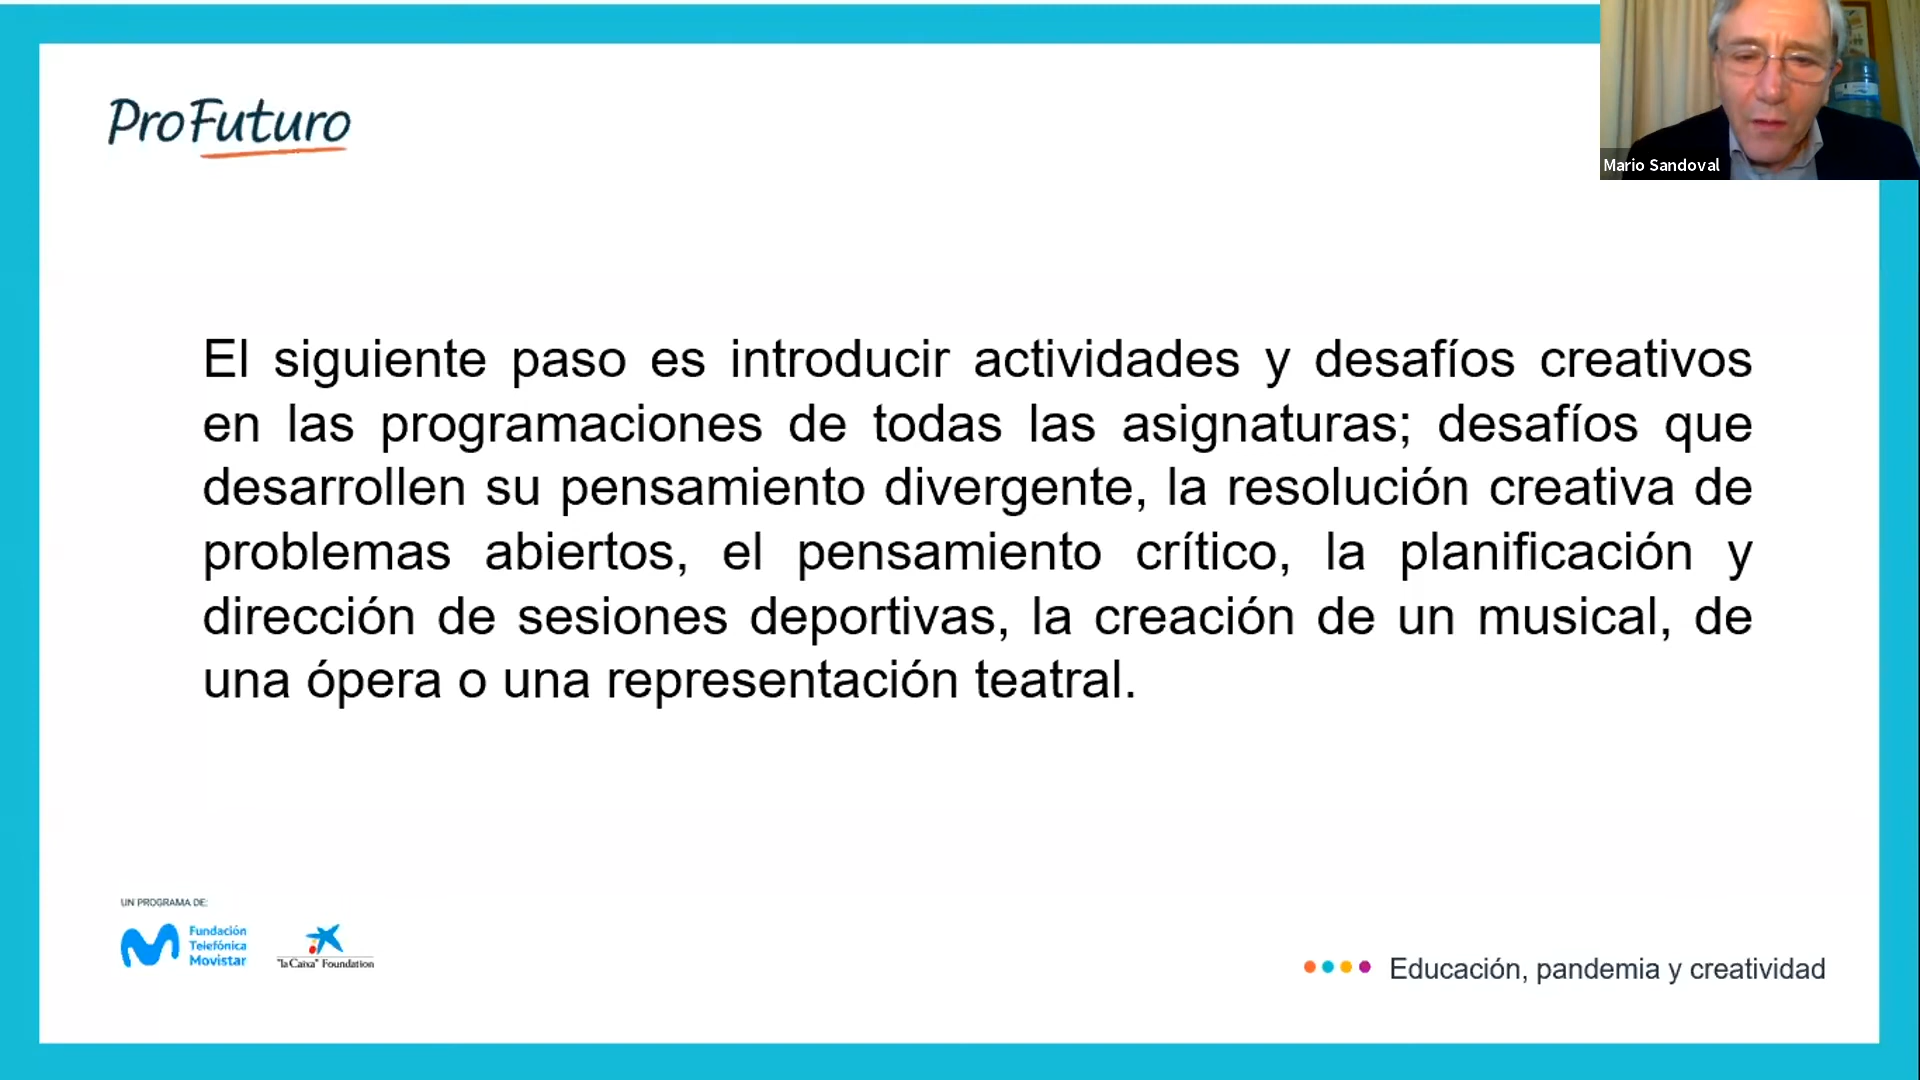 ProFuturo
Mario Sandoval
El siguiente paso es introducir actividades y desafíos creativos
en las programaciones de todas las asignaturas; desafíos que
desarrollen su pensamiento divergente, la resolución creativa de
problemas abiertos, el pensamiento crítico, la planificación y
dirección de sesiones deportivas, la creación de un musical, de
una ópera o una representación teatral.
UN PROGRAMA DE:
Fundación
Telefónica
Movistar
"la Caixa" Foundation
Educación, pandemia y creatividad